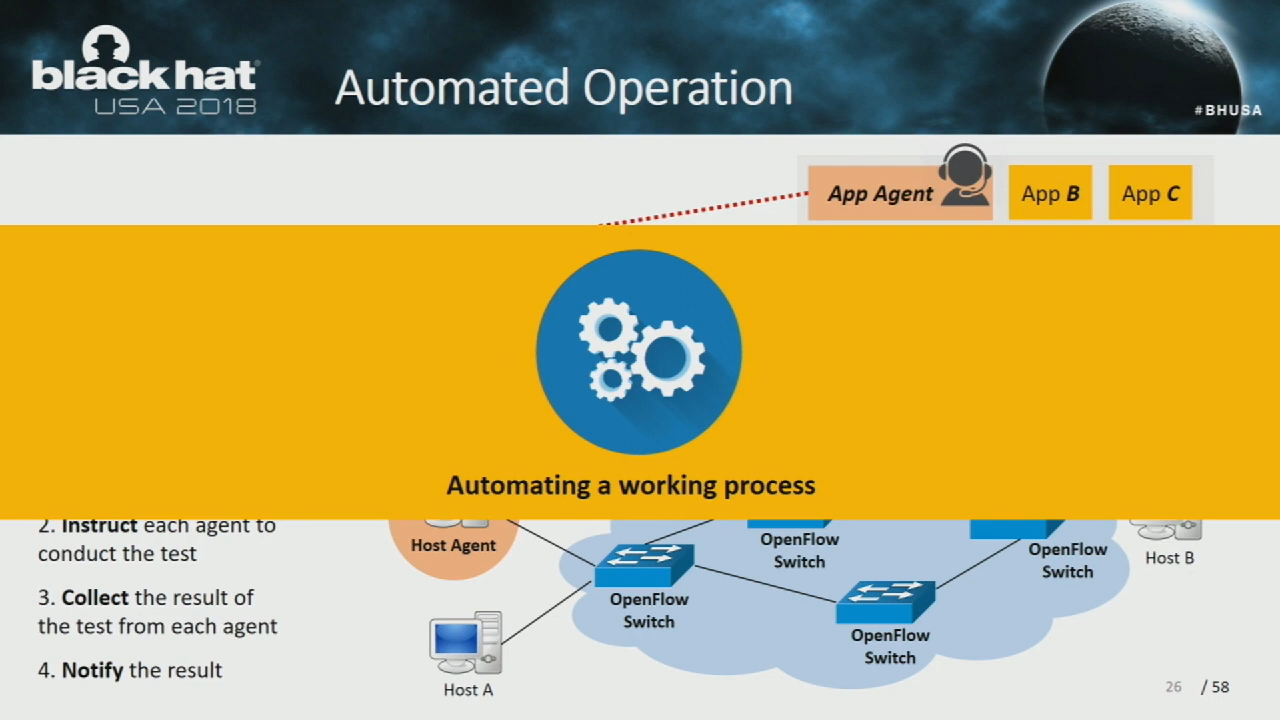 black hat
USA 2018
Automated Operation
#BHUSA
App Agent
App B
App C
Automating a working process
2. Instruct each agent to
conduct the test
3. Collect the result of
the test from each agent
4. Notify the result
Host Agent
OpenFlow
Switch
OpenFlow
Switch
Host B
OpenFlow
Switch
OpenFlow
Switch
Host A
26 / 58